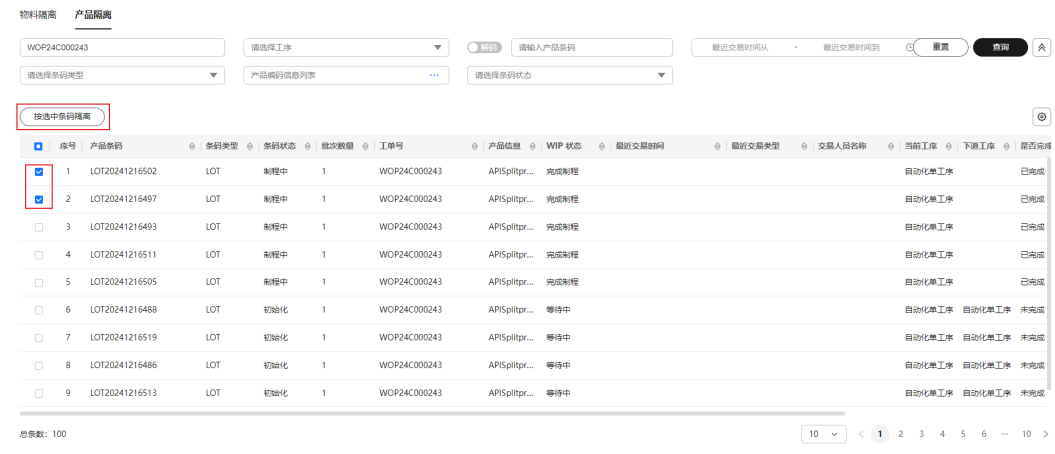 物料隔离 产品隔离
WOP24C000243 请选择工序 解码 请输入产品条码 最近交易时间从 - 最近交易时间到 重置 查询
请选择条码类型 产品编码信息列表 ... 请选择条码状态
按选中条码隔离
序号 产品条码 条码类型 条码状态 批次数量 工单号 产品信息 WIP 状态 最近交易时间 最近交易类型 交易人员名称 当前工序 下道工序 是否完成
1 LOT20241216502 LOT 制程中 1 WOP24C000243 APISplitpr... 完成制程 自动化单工序 已完成
2 LOT20241216497 LOT 制程中 1 WOP24C000243 APISplitpr... 完成制程 自动化单工序 已完成
3 LOT20241216493 LOT 制程中 1 WOP24C000243 APISplitpr... 完成制程 自动化单工序 已完成
4 LOT20241216511 LOT 制程中 1 WOP24C000243 APISplitpr... 完成制程 自动化单工序 已完成
5 LOT20241216505 LOT 制程中 1 WOP24C000243 APISplitpr... 完成制程 自动化单工序 已完成
6 LOT20241216488 LOT 初始化 1 WOP24C000243 APISplitpr... 等待中 自动化单工序 自动化单工序 未完成
7 LOT20241216519 LOT 初始化 1 WOP24C000243 APISplitpr... 等待中 自动化单工序 自动化单工序 未完成
8 LOT20241216486 LOT 初始化 1 WOP24C000243 APISplitpr... 等待中 自动化单工序 自动化单工序 未完成
9 LOT20241216513 LOT 初始化 1 WOP24C000243 APISplitpr... 等待中 自动化单工序 自动化单工序 未完成
总条数: 100 10 < 1 2 3 4 5 6 ... 10 >